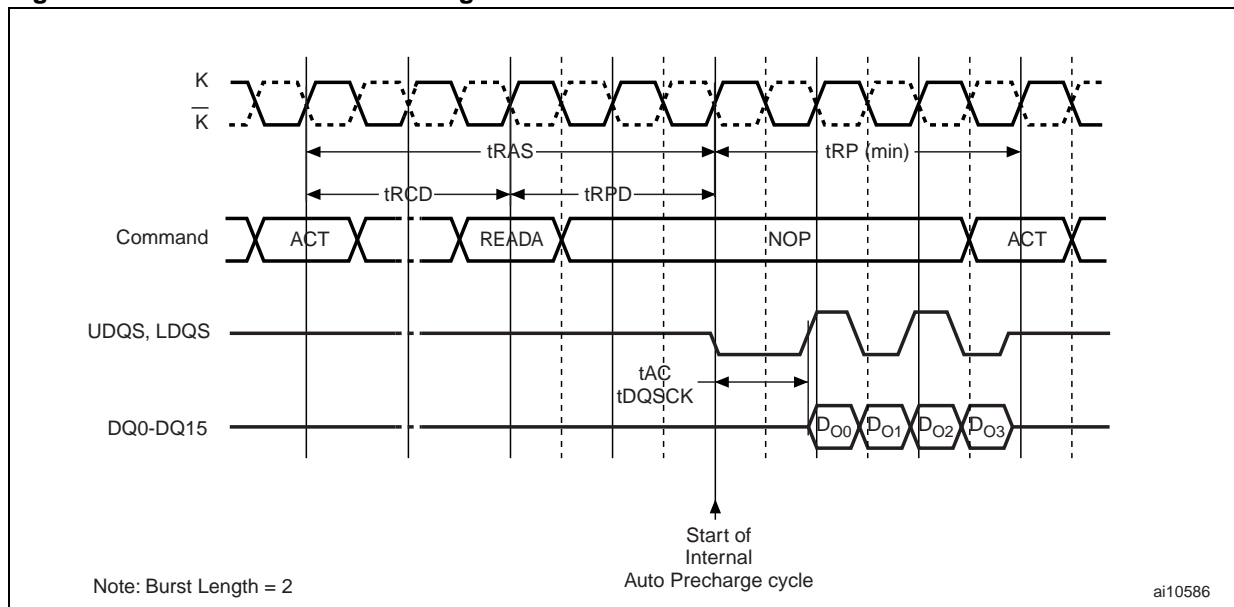 K
K
tRAS
tRP (min)
tRCD
tRPD
Command
ACT
READA
NOP
ACT
UDQS, LDQS
tAC
tDQSCK
DQ0-DQ15
DO0
DO1
DO2
DO3
Start of
Internal
Auto Precharge cycle
Note: Burst Length = 2
ai10586